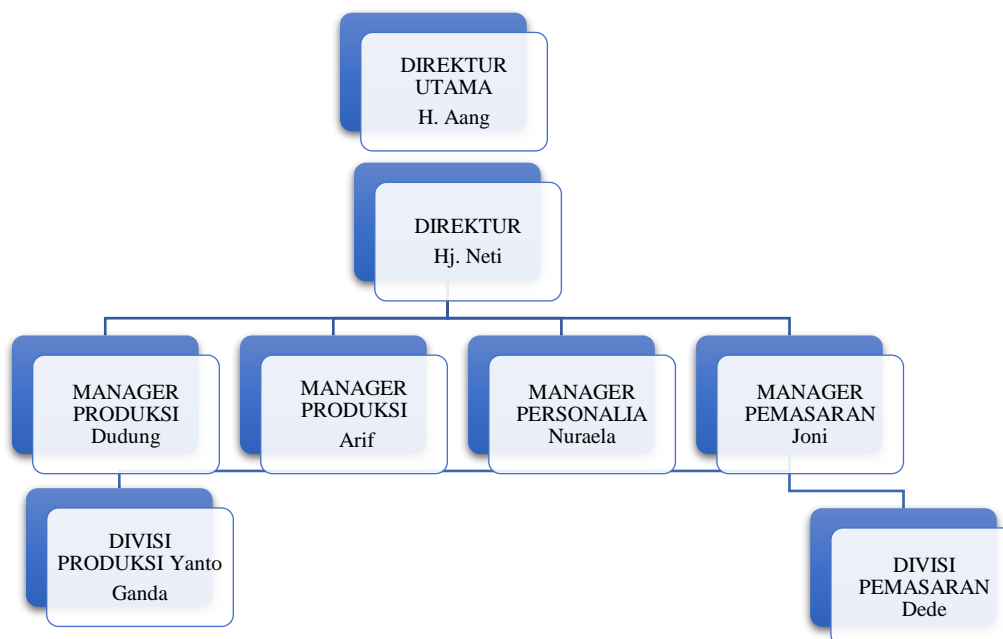 DIREKTUR
UTAMA
H. Aang
DIREKTUR
Hj. Neti
MANAGER
PRODUKSI
Dudung
MANAGER
PRODUKSI
Arif
MANAGER
PERSONALIA
Nuraela
MANAGER
PEMASARAN
Joni
DIVISI
PRODUKSI Yanto
Ganda
DIVISI
PEMASARAN
Dede